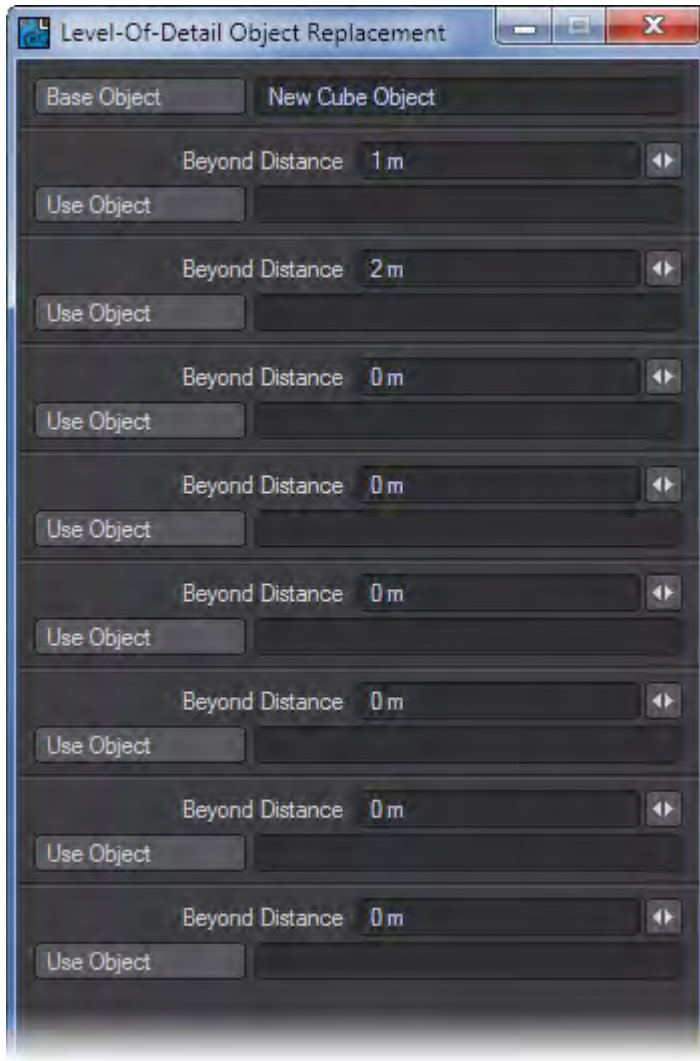 Level-Of-Detail Object Replacement
Base Object New Cube Object
Beyond Distance 1 m
Use Object
Beyond Distance 2 m
Use Object
Beyond Distance 0 m
Use Object
Beyond Distance 0 m
Use Object
Beyond Distance 0 m
Use Object
Beyond Distance 0 m
Use Object
Beyond Distance 0 m
Use Object
Beyond Distance 0 m
Use Object